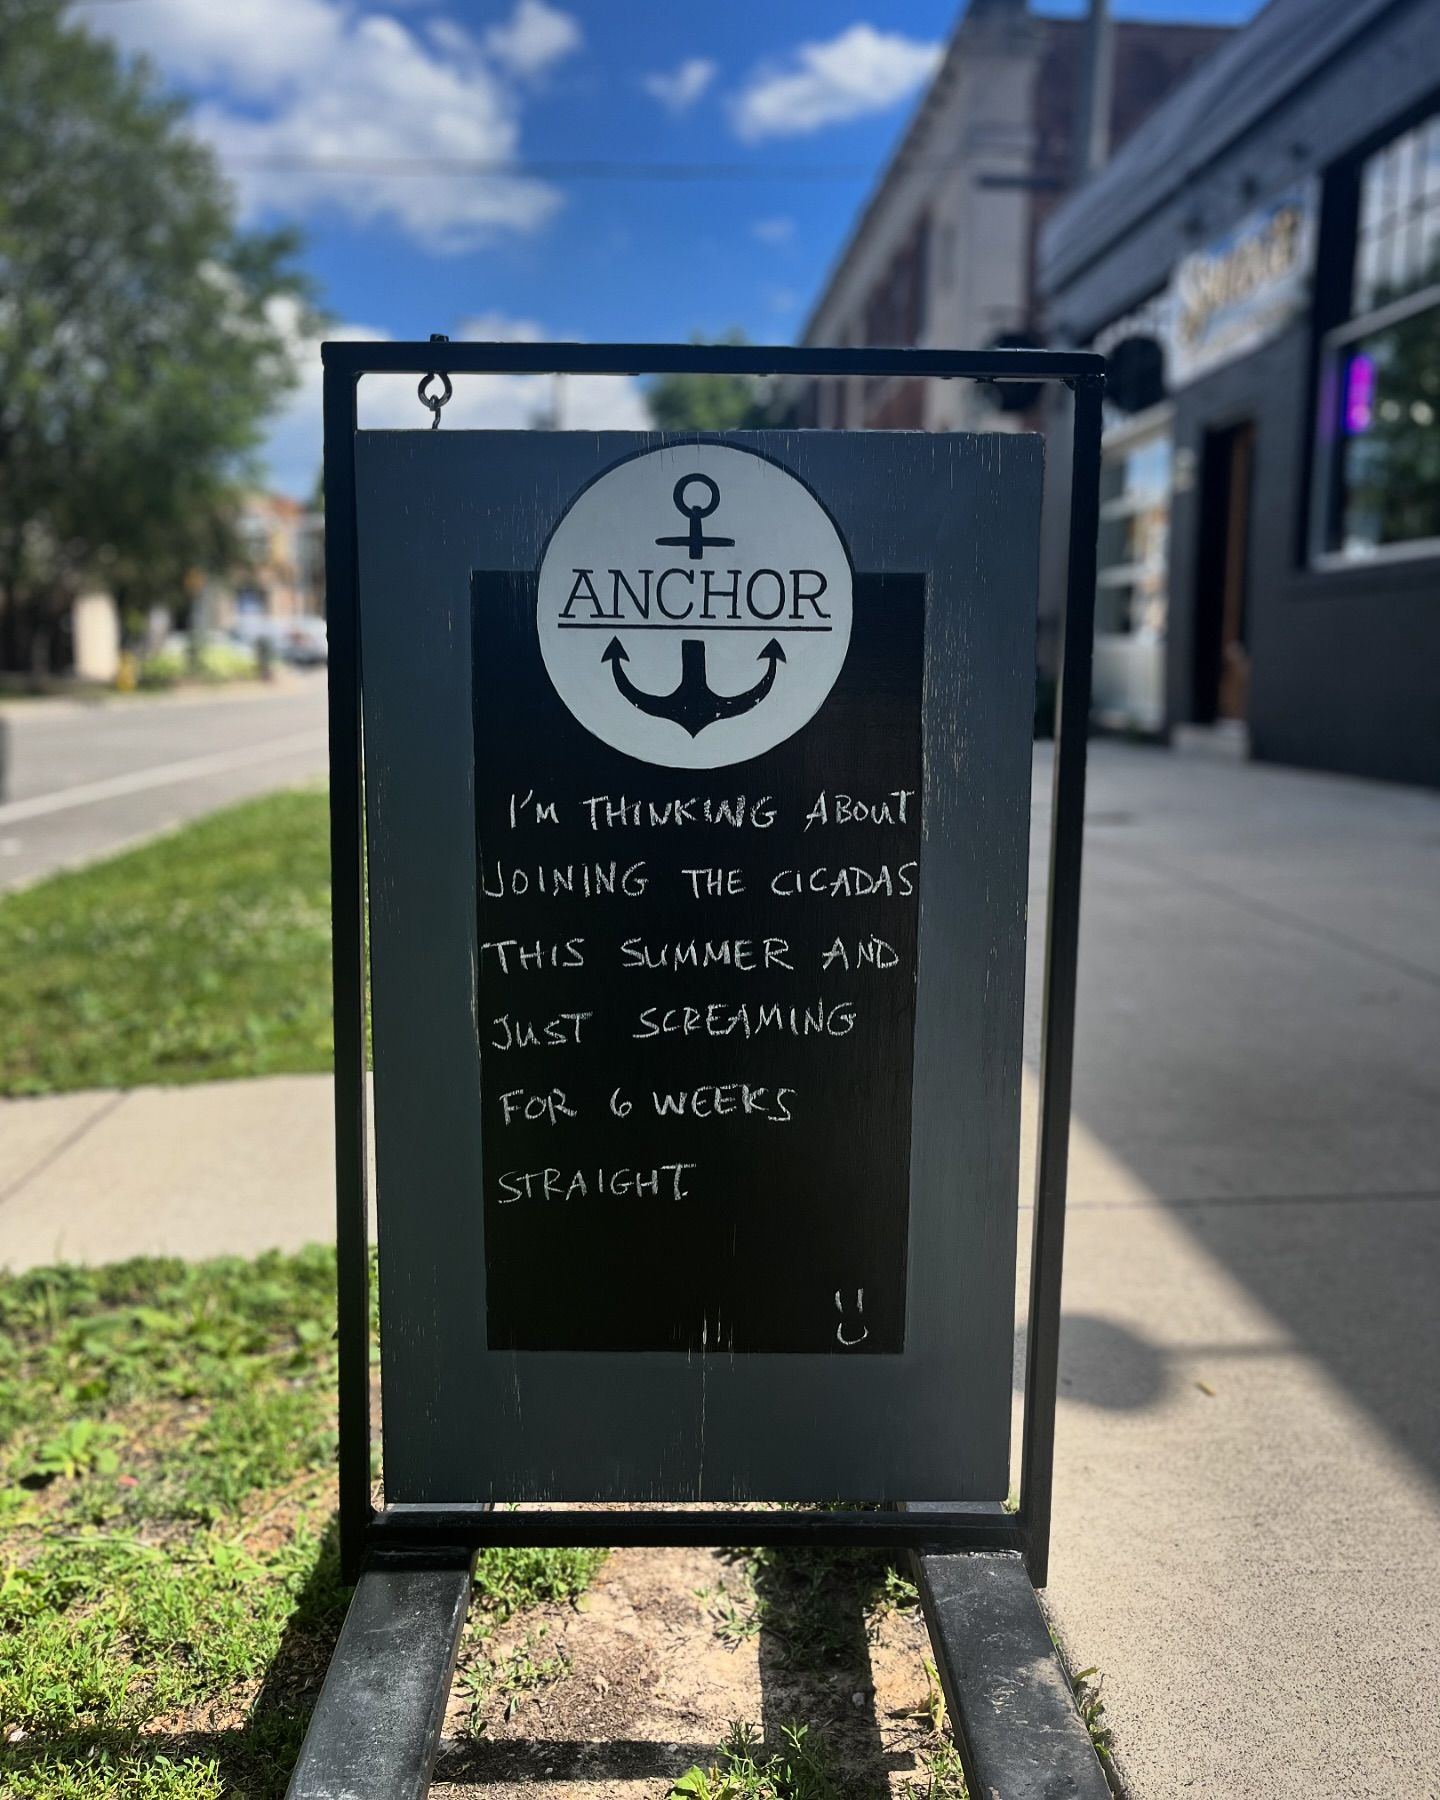 ANCHOR
I'M THINKING ABOUT
JOINING THE CICADAS
THIS SUMMER AND
JUST SCREAMING
FOR 6 WEEKS
STRAIGHT.